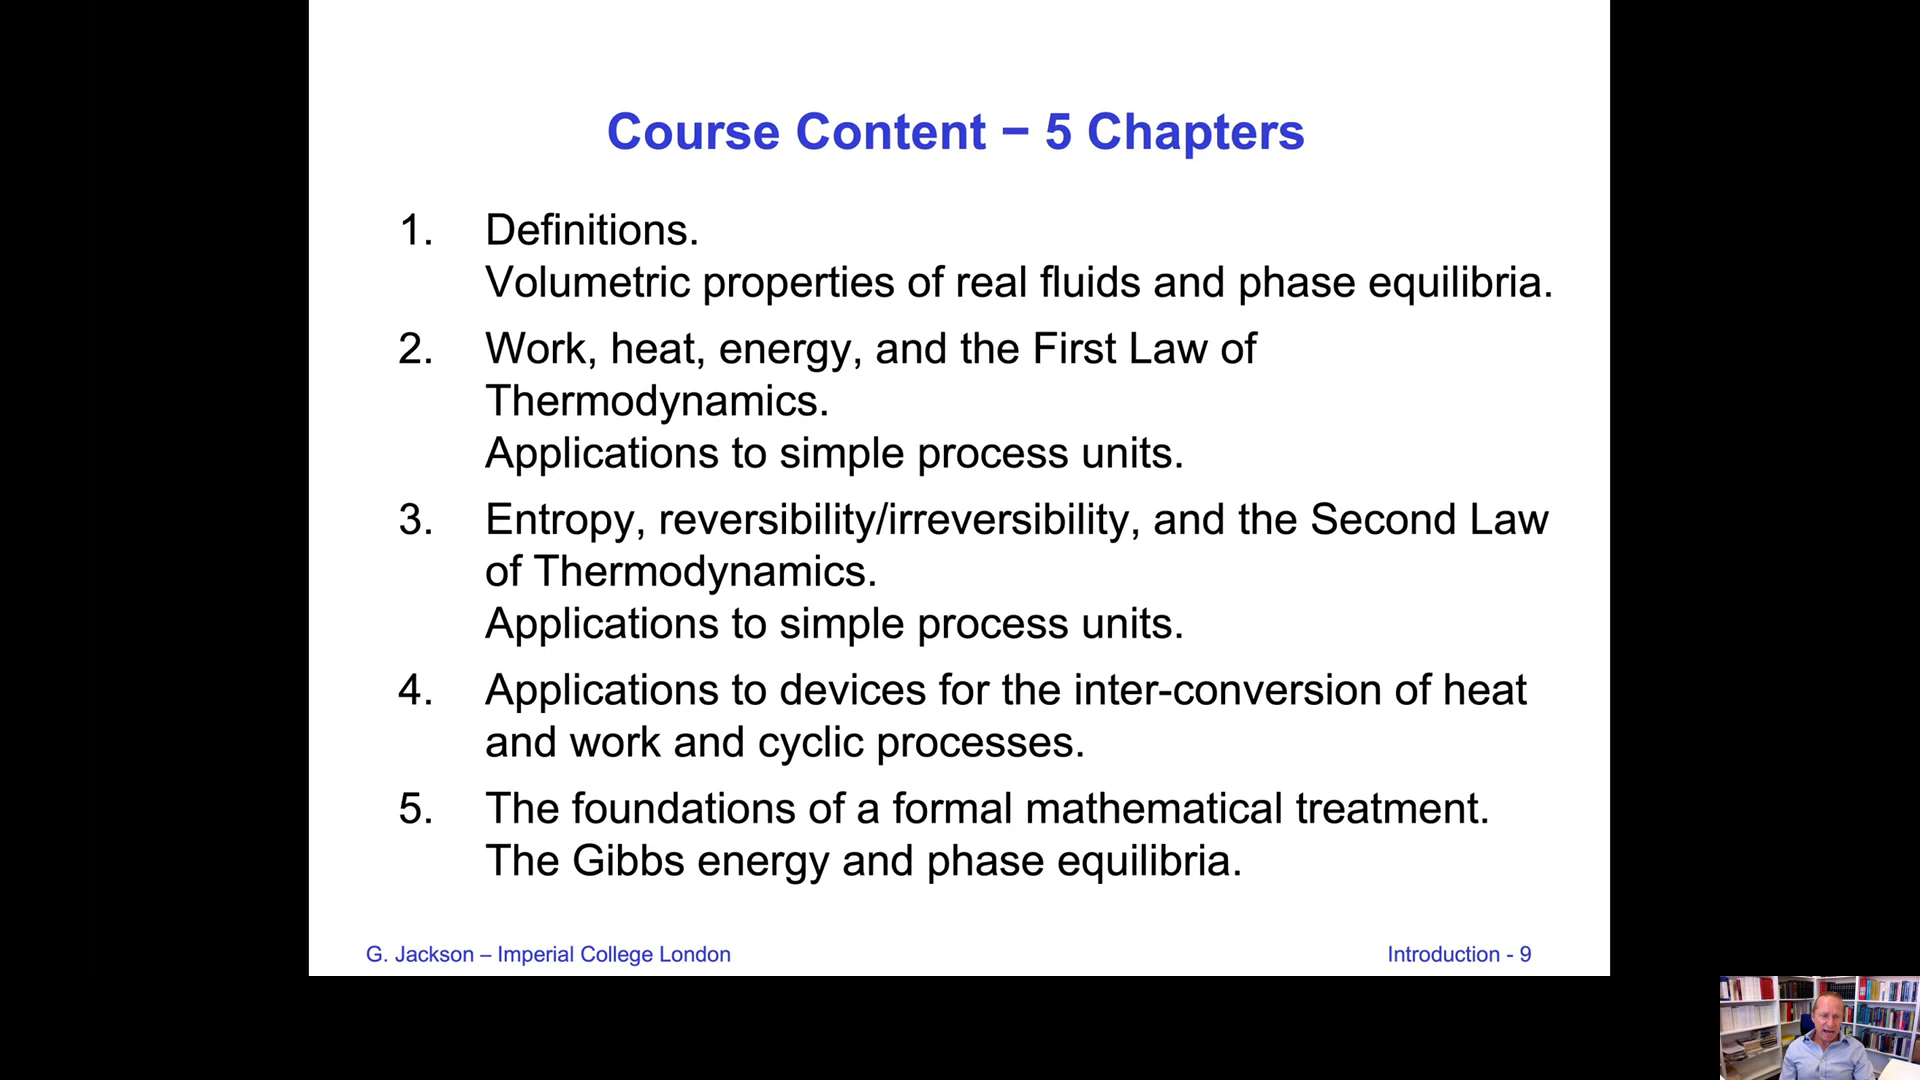 Course Content − 5 Chapters
1. Definitions.
Volumetric properties of real fluids and phase equilibria.
2. Work, heat, energy, and the First Law of
Thermodynamics.
Applications to simple process units.
3. Entropy, reversibility/irreversibility, and the Second Law
of Thermodynamics.
Applications to simple process units.
4. Applications to devices for the inter-conversion of heat
and work and cyclic processes.
5. The foundations of a formal mathematical treatment.
The Gibbs energy and phase equilibria.
G. Jackson – Imperial College London
Introduction - 9